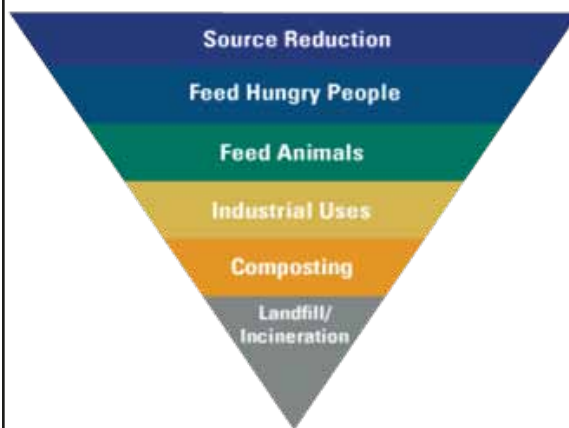 Source Reduction
Feed Hungry People
Feed Animals
Industrial Uses
Composting
Landfill/
Incineration